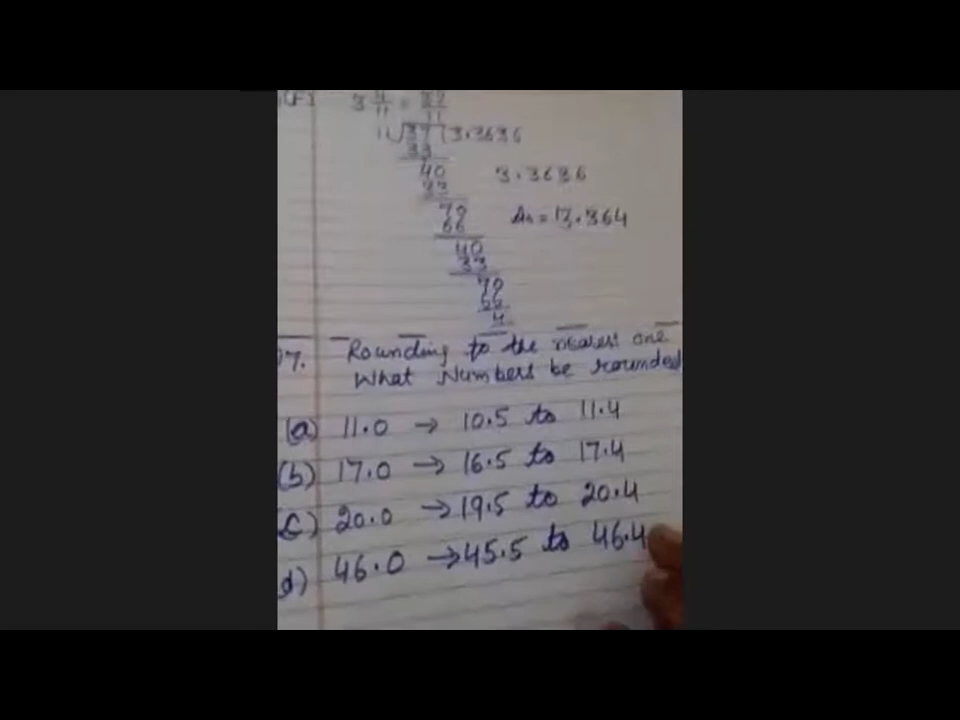 3 4/11 = 37/11
11√37(3.3636
33
40
33
70
66
40
33
70
66
4
3.3636
An = 13.364
7. Rounding to the nearest one
What Numbers be rounded
(a) 11.0 → 10.5 to 11.4
(b) 17.0 → 16.5 to 17.4
(c) 20.0 → 19.5 to 20.4
d) 46.0 → 45.5 to 46.4